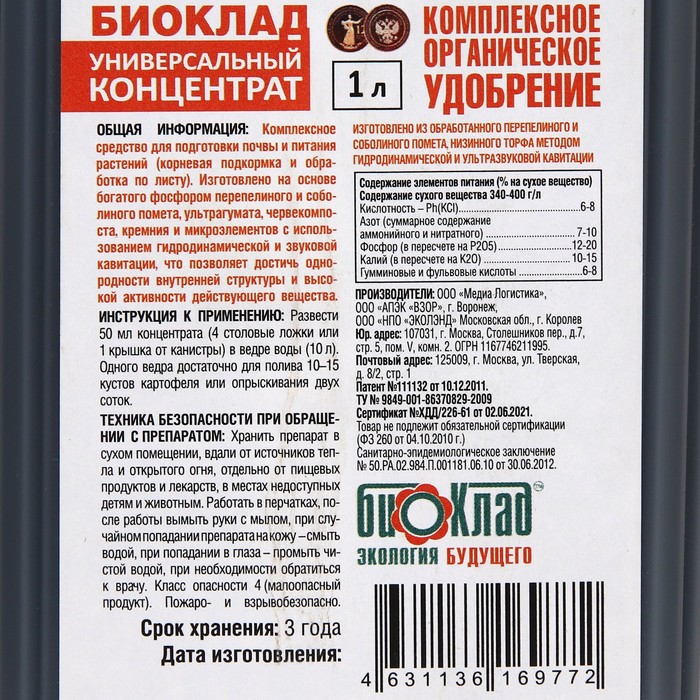 БИОКЛАД
УНИВЕРСАЛЬНЫЙ
КОНЦЕНТРАТ
1 л
КОМПЛЕКСНОЕ
ОРГАНИЧЕСКОЕ
УДОБРЕНИЕ
ОБЩАЯ ИНФОРМАЦИЯ: Комплексное
средство для подготовки почвы и питания
растений (корневая подкормка и обра-
ботка по листу). Изготовлено на основе
богатого фосфором перепелиного и собо-
линого помета, ультрагумата, червекомпо-
ста, кремния и микроэлементов с исполь-
зованием гидродинамической и звуковой
кавитации, что позволяет достичь одно-
родности внутренней структуры и высо-
кой активности действующего вещества.
ИНСТРУКЦИЯ К ПРИМЕНЕНИЮ: Развести
50 мл концентрата (4 столовые ложки или
1 крышка от канистры) в ведре воды (10 л).
Одного ведра достаточно для полива 10–15
кустов картофеля или опрыскивания двух
соток.
ТЕХНИКА БЕЗОПАСНОСТИ ПРИ ОБРАЩЕ-
НИИ С ПРЕПАРАТОМ: Хранить препарат в
сухом помещении, вдали от источников теп-
ла и открытого огня, отдельно от пищевых
продуктов и лекарств, в местах недоступных
детям и животным. Работать в перчатках, по-
сле работы вымыть руки с мылом, при слу-
чайном попадании препарата на кожу – смыть
водой, при попадании в глаза – промыть чи-
стой водой, при необходимости обратиться
к врачу. Класс опасности 4 (малоопасный
продукт). Пожаро- и взрывобезопасно.
Срок хранения: 3 года
Дата изготовления:
ИЗГОТОВЛЕНО ИЗ ОБРАБОТАННОГО ПЕРЕПЕЛИНОГО И
СОБОЛИНОГО ПОМЕТА, НИЗИННОГО ТОРФА МЕТОДОМ
ГИДРОДИНАМИЧЕСКОЙ И УЛЬТРАЗВУКОВОЙ КАВИТАЦИИ
Содержание элементов питания (% на сухое вещество)
Содержание сухого вещества 340-400 г/л
Кислотность – Ph(KCl)..........6-8
Азот (суммарное содержание
аммонийного и нитратного) ..........7-10
Фосфор (в пересчете на P2O5) ..........12-20
Калий (в пересчете на K2O) ..........10-15
Гумминовые и фульвовые кислоты ..........6-8
ПРОИЗВОДИТЕЛИ: ООО «Медиа Логистика»,
ООО «АПЭК «ВЗОР», г. Воронеж,
ООО «НПО «ЭКОЛЭНД» Московская обл., г. Королев
Юр. адрес: 107031, г. Москва, Столешников пер., д.7,
стр. 5, пом. V, комн. 2. ОГРН 1167746211995.
Почтовый адрес: 125009, г. Москва, ул. Тверская,
д. 8/2, стр. 1
Патент №111132 от 10.12.2011.
ТУ № 9849-001-86370829-2009
Сертификат №ХДД/226-61 от 02.06.2021.
Товар не подлежит обязательной сертификации
(ФЗ 260 от 04.10.2010 г.)
Санитарно-эпидемиологическое заключение
№ 50.РА.02.984.П.001181.06.10 от 30.06.2012.
биоКлад™
ЭКОЛОГИЯ БУДУЩЕГО
4 631136 169772